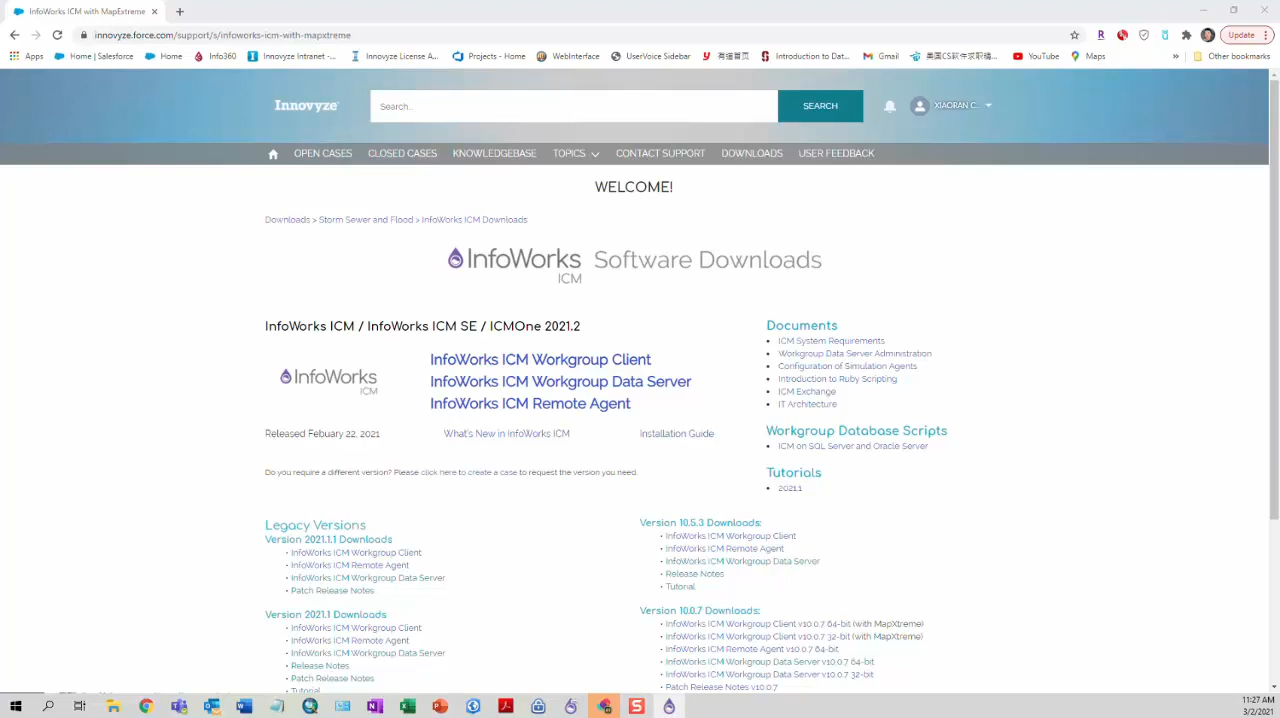 InfoWorks ICM with MapExtreme
innovyze.force.com/support/s/infoworks-icm-with-mapxtreme
Update
Apps
Home | Salesforce
Home
Info360
Innovyze Intranet -...
Innovyze License A...
Projects - Home
WebInterface
UserVoice Sidebar
有道首页
Introduction to Dat...
Gmail
美国CS软件求职精...
YouTube
Maps
»
Other bookmarks
Innovyze
Search...
SEARCH
XIAORAN C...
OPEN CASES
CLOSED CASES
KNOWLEDGEBASE
TOPICS
CONTACT SUPPORT
DOWNLOADS
USER FEEDBACK
WELCOME!
Downloads > Storm Sewer and Flood > InfoWorks ICM Downloads
InfoWorks
ICM
Software Downloads
InfoWorks ICM / InfoWorks ICM SE / ICMOne 2021.2
InfoWorks
ICM
InfoWorks ICM Workgroup Client
InfoWorks ICM Workgroup Data Server
InfoWorks ICM Remote Agent
Released Febuary 22, 2021
What's New in InfoWorks ICM
Installation Guide
Do you require a different version? Please click here to create a case to request the version you need.
Documents
• ICM System Requirements
• Workgroup Data Server Administration
• Configuration of Simulation Agents
• Introduction to Ruby Scripting
• ICM Exchange
• IT Architecture
Workgroup Database Scripts
• ICM on SQL Server and Oracle Server
Tutorials
• 2021.1
Legacy Versions
Version 2021.1.1 Downloads
• InfoWorks ICM Workgroup Client
• InfoWorks ICM Remote Agent
• InfoWorks ICM Workgroup Data Server
• Patch Release Notes
Version 2021.1 Downloads
• InfoWorks ICM Workgroup Client
• InfoWorks ICM Remote Agent
• InfoWorks ICM Workgroup Data Server
• Release Notes
• Patch Release Notes
• Tutorial
Version 10.5.3 Downloads:
• InfoWorks ICM Workgroup Client
• InfoWorks ICM Remote Agent
• InfoWorks ICM Workgroup Data Server
• Release Notes
• Tutorial
Version 10.0.7 Downloads:
• InfoWorks ICM Workgroup Client v10.0.7 64-bit (with MapXtreme)
• InfoWorks ICM Workgroup Client v10.0.7 32-bit (with MapXtreme)
• InfoWorks ICM Remote Agent v10.0.7 64-bit
• InfoWorks ICM Workgroup Data Server v10.0.7 64-bit
• InfoWorks ICM Workgroup Data Server v10.0.7 32-bit
• Patch Release Notes v10.0.7
11:27 AM
3/2/2021